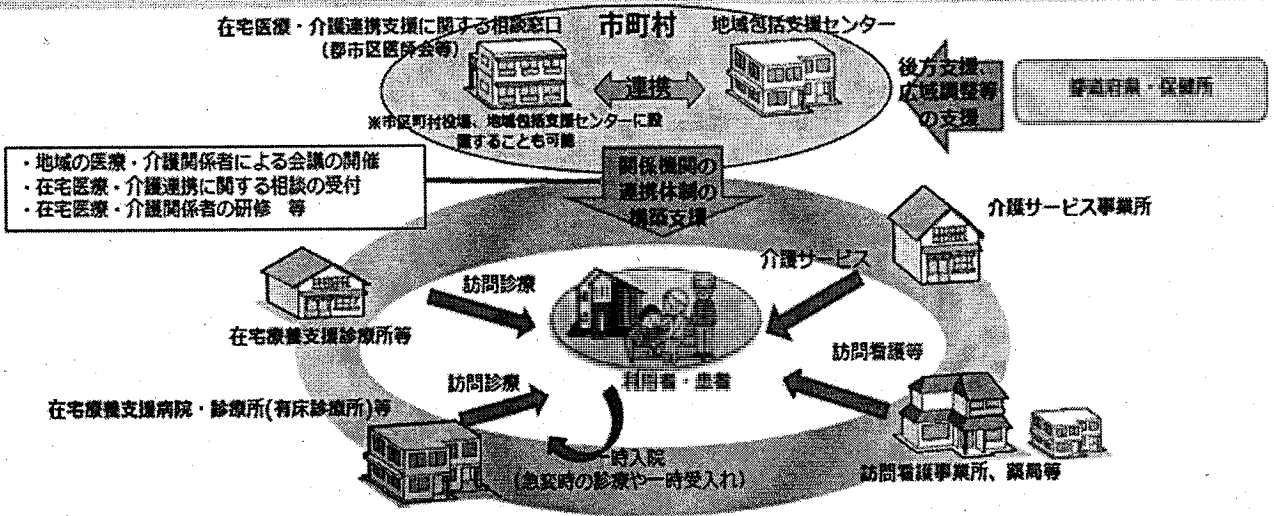 在宅医療・介護連携支援に関する相談窓口
(郡市区医師会等)
市町村
地域包括支援センター
連携
※市区町村役場、地域包括支援センターに設
置することも可能
後方支援、
広域調整等
の支援
都道府県・保健所
・地域の医療・介護関係者による会議の開催
・在宅医療・介護連携に関する相談の受付
・在宅医療・介護関係者の研修 等
関係機関の
連携体制の
構築支援
介護サービス事業所
介護サービス
訪問診療
在宅療養支援診療所等
利用者・患者
訪問看護等
訪問診療
在宅療養支援病院・診療所(有床診療所)等
一時入院
(急変時の診療や一時受入れ)
訪問看護事業所、薬局等